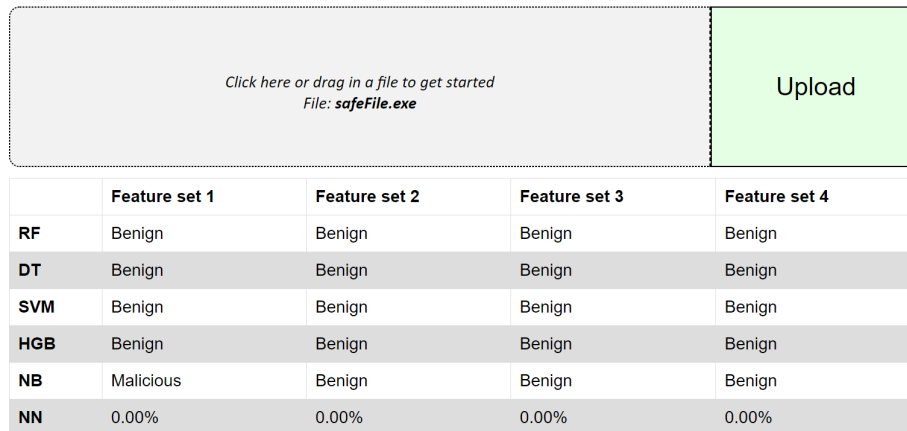 Click here or drag in a file to get started
File: safeFile.exe
Upload
Feature set 1 Feature set 2 Feature set 3 Feature set 4
RF Benign Benign Benign Benign
DT Benign Benign Benign Benign
SVM Benign Benign Benign Benign
HGB Benign Benign Benign Benign
NB Malicious Benign Benign Benign
NN 0.00% 0.00% 0.00% 0.00%